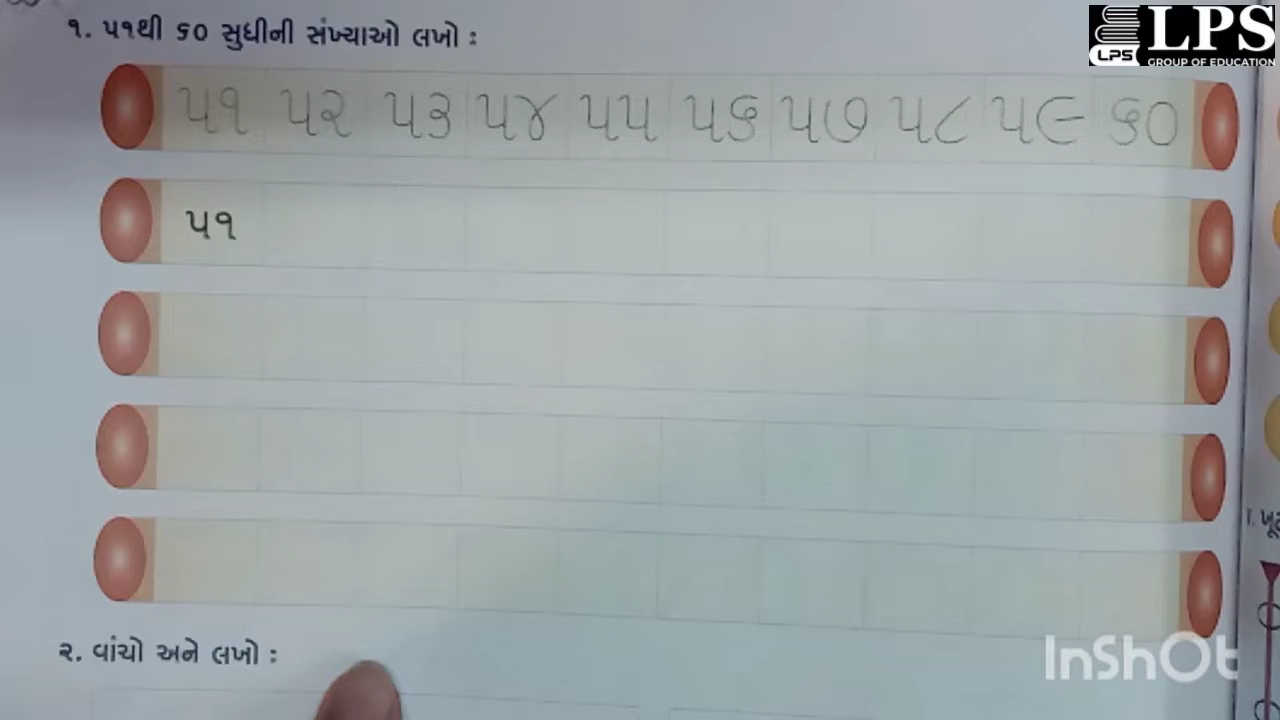 ૧. ૫૧થી ૬૦ સુધીની સંખ્યાઓ લખો :
LPS
LPS
GROUP OF EDUCATION
૫૧ ૫૨ ૫૩ ૫૪ ૫૫ ૫૬ ૫૭ ૫૮ ૫૯ ૬૦
૫૧
૨. વાંચો અને લખો :
InShOt